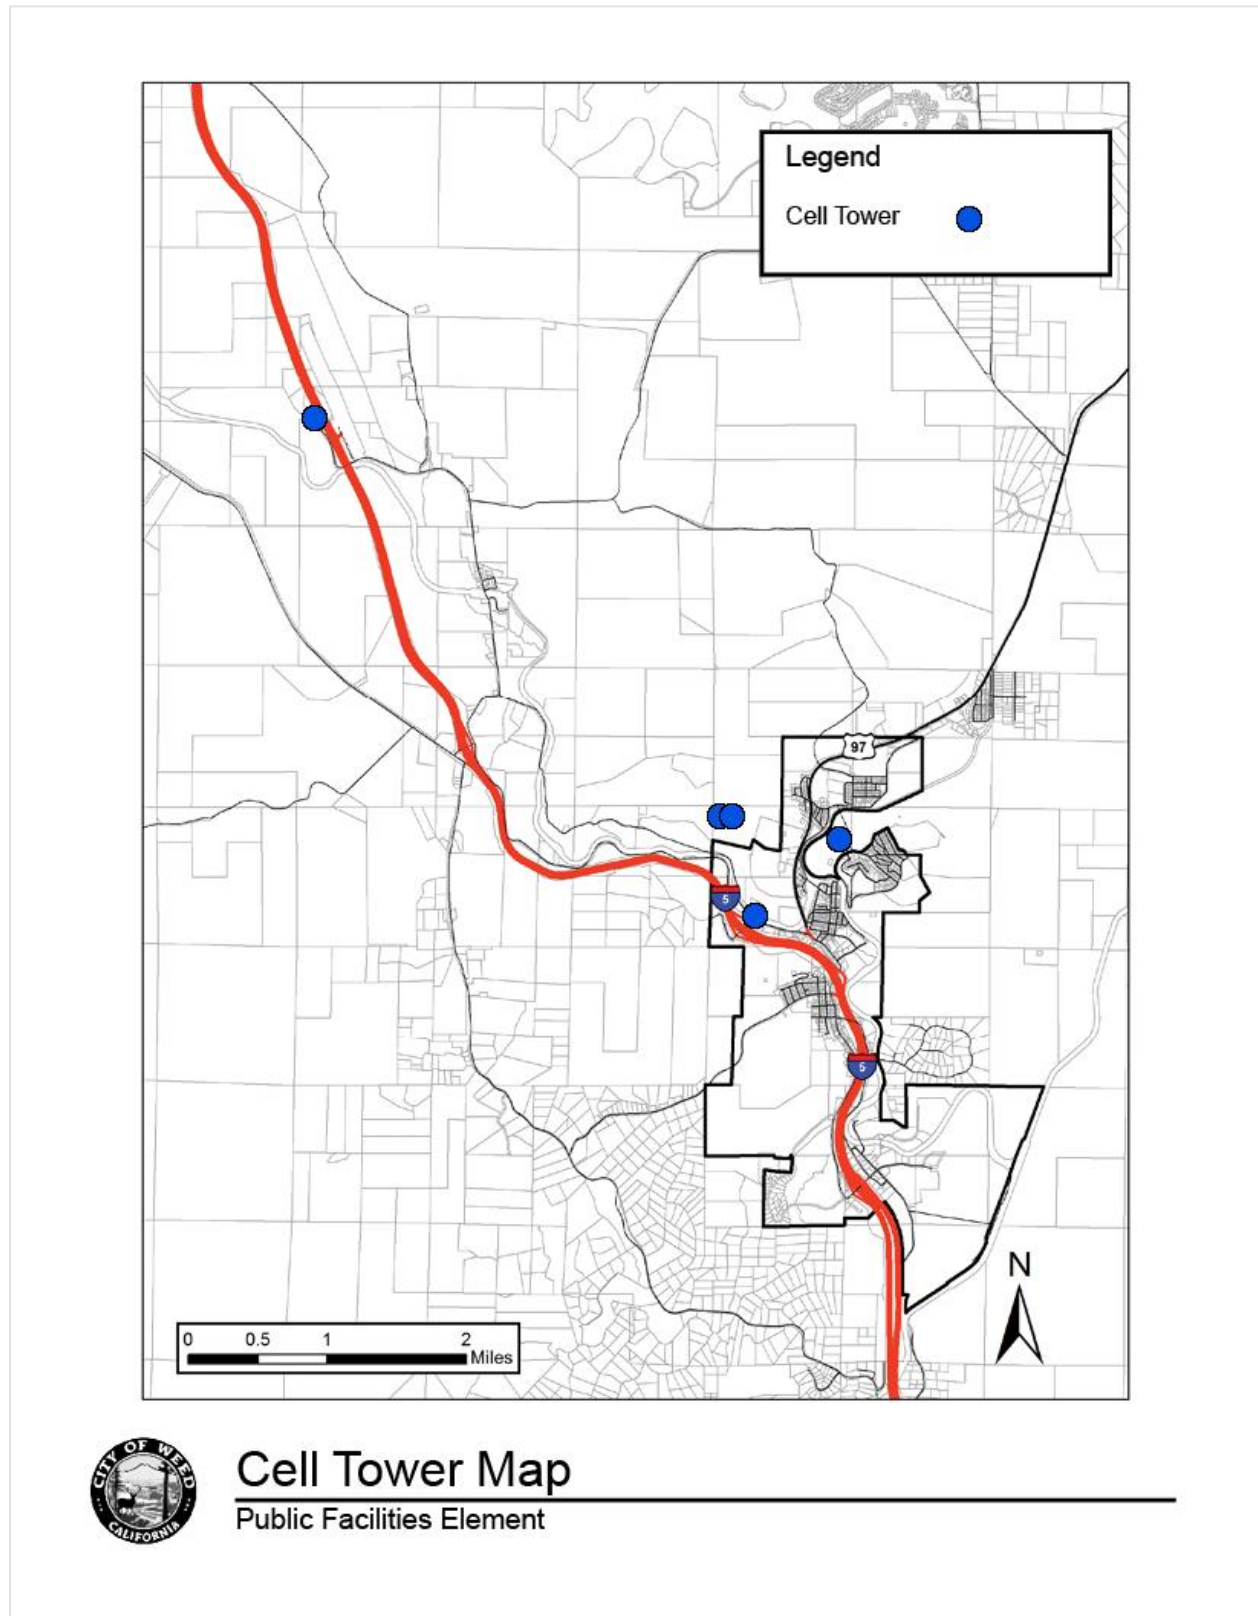 Legend
Cell Tower
97
5
5
N
0 0.5 1 2
Miles
CITY OF WEED
CALIFORNIA
Cell Tower Map
Public Facilities Element